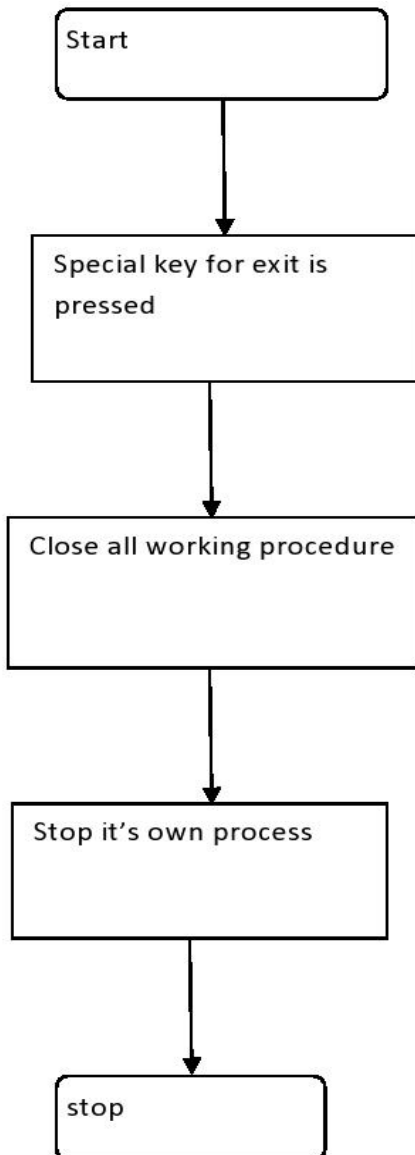 Start
Special key for exit is
pressed
Close all working procedure
Stop it’s own process
stop